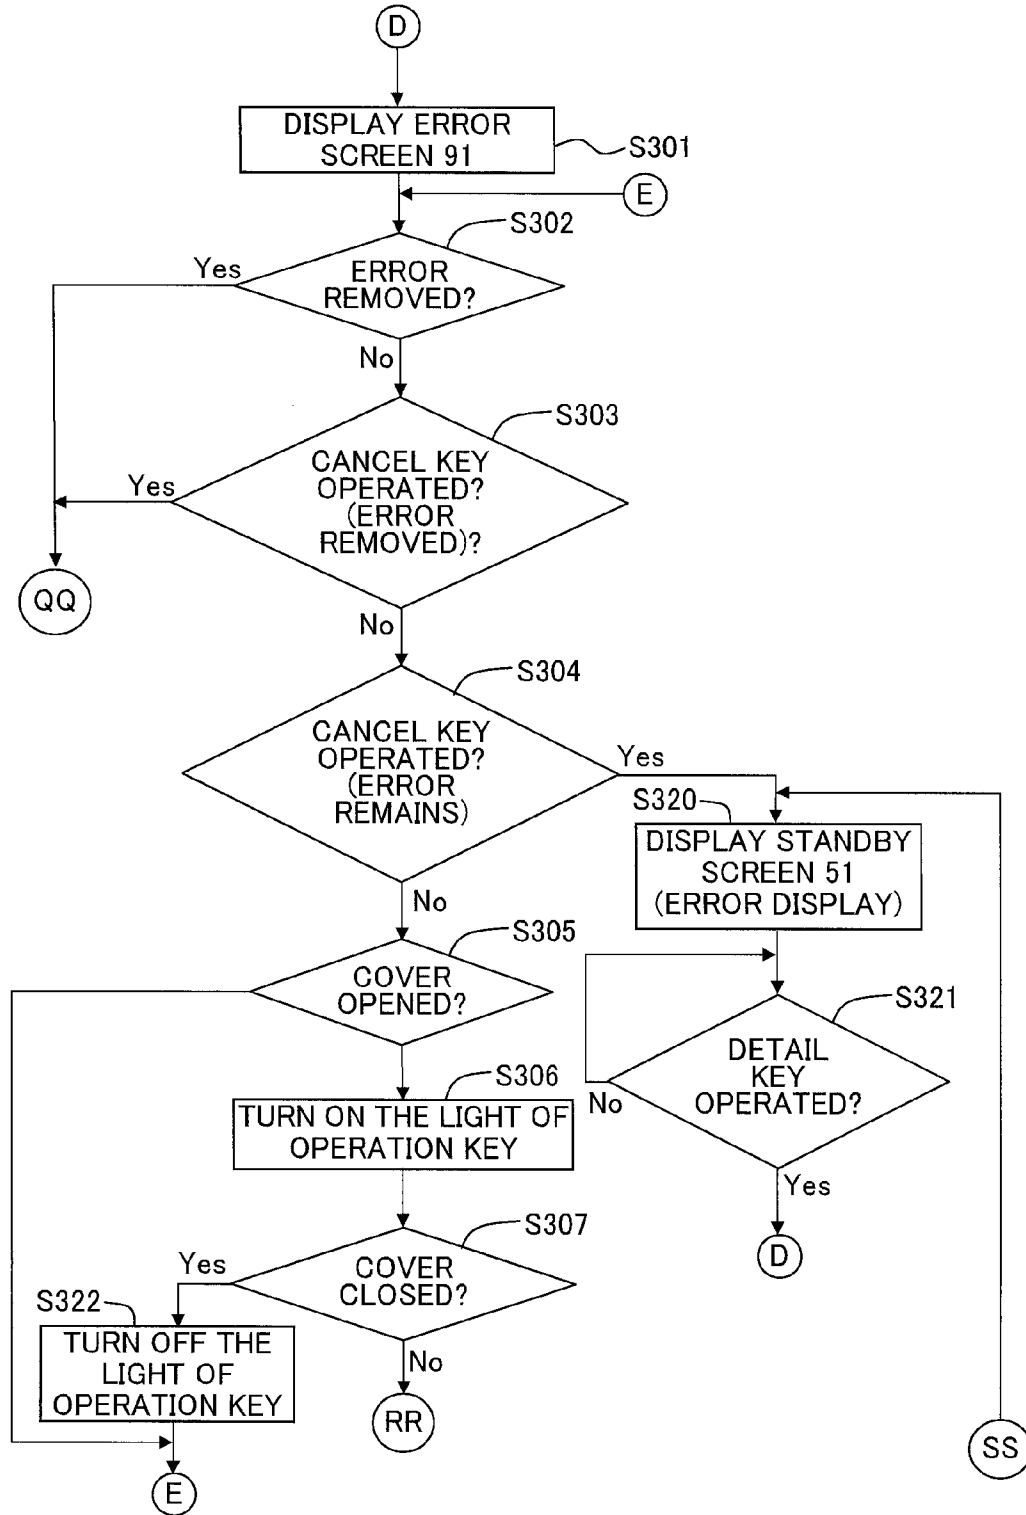 D
DISPLAY ERROR
SCREEN 91
S301
E
S302
Yes
ERROR
REMOVED?
No
S303
CANCEL KEY
OPERATED?
(ERROR
REMOVED)?
Yes
QQ
No
S304
CANCEL KEY
OPERATED?
(ERROR
REMAINS)
Yes
S320
DISPLAY STANDBY
SCREEN 51
(ERROR DISPLAY)
No
S305
COVER
OPENED?
S321
DETAIL
KEY
OPERATED?
No
Yes
D
S306
TURN ON THE LIGHT OF
OPERATION KEY
S307
Yes
COVER
CLOSED?
S322
TURN OFF THE
LIGHT OF
OPERATION KEY
No
RR
SS
E